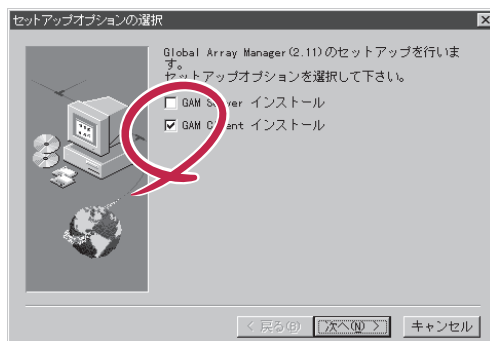 セットアップオプションの選択
Global Array Manager(2.11)のセットアップを行いま
す。
セットアップオプションを選択して下さい。
GAM Server インストール
GAM Client インストール
< 戻る(B)
次へ(N) >
キャンセル